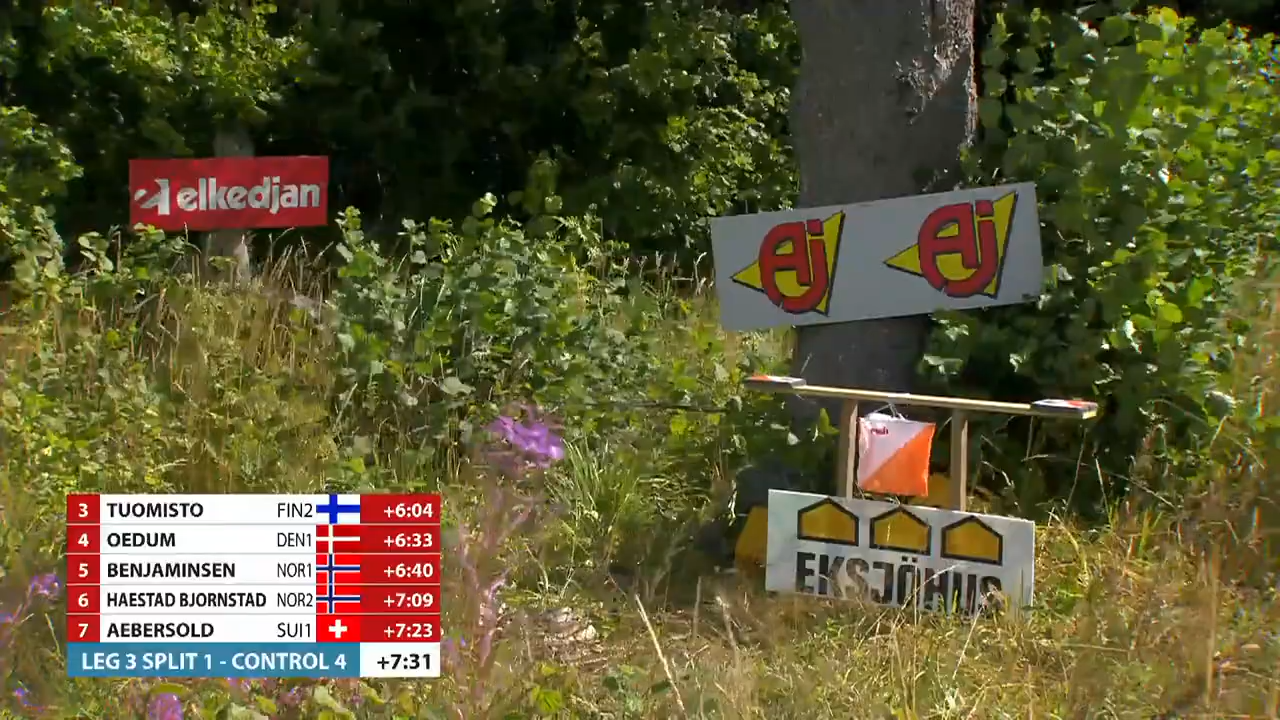 elkedjan
Aj Aj
EKSJÖHUS
3 TUOMISTO FIN2 +6:04
4 OEDUM DEN1 +6:33
5 BENJAMINSEN NOR1 +6:40
6 HAESTAD BJORNSTAD NOR2 +7:09
7 AEBERSOLD SUI1 +7:23
LEG 3 SPLIT 1 - CONTROL 4 +7:31